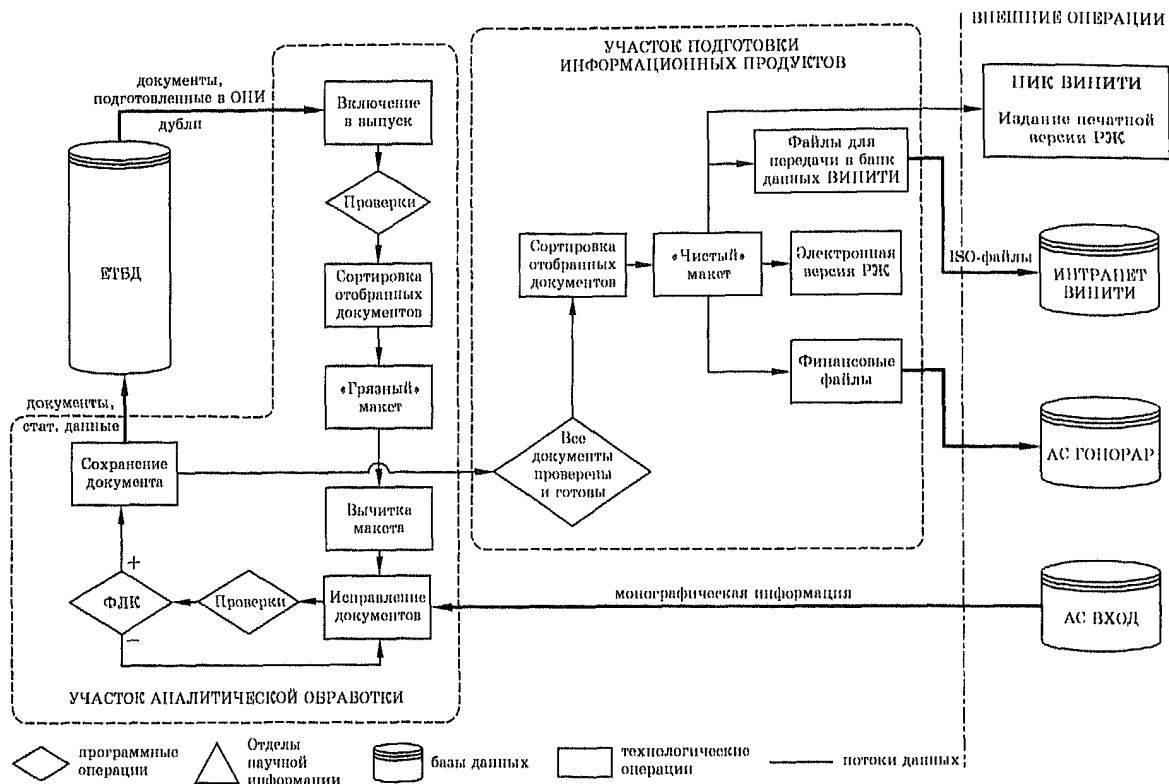 ВНЕШНИЕ ОПЕРАЦИИ
УЧАСТОК ПОДГОТОВКИ
ИНФОРМАЦИОННЫХ ПРОДУКТОВ
документы,
подготовленные в ОНИ
дубли
Включение
в выпуск
ПИК ВИНИТИ
Издание печатной
версии РЖ
Файлы для
передачи в банк
данных ВИНИТИ
Проверки
ЕТБД
Сортировка
отобранных
документов
Сортировка
отобранных
документов
«Чистый»
макет
Электронная
версия РЖ
ISO-файлы
ИНТРАНЕТ
ВИНИТИ
«Грязный»
макет
Финансовые
файлы
документы,
стат, данные
Сохранение
документа
Все
документы
проверены
и готовы
АС ГОНОРАР
Вычитка
макета
+
ФЛК
–
Проверки
Исправление
документов
монографическая информация
АС ВХОД
УЧАСТОК АНАЛИТИЧЕСКОЙ ОБРАБОТКИ
программные
операции
Отделы
научной
информации
базы данных
технологические
операции
потоки данных